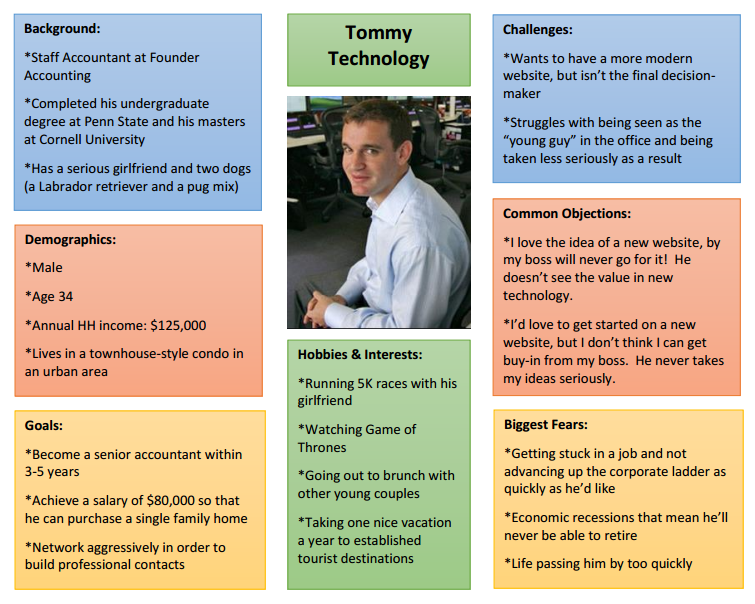 Background:
*Staff Accountant at Founder
Accounting
*Completed his undergraduate
degree at Penn State and his masters
at Cornell University
*Has a serious girlfriend and two dogs
(a Labrador retriever and a pug mix)
Demographics:
*Male
*Age 34
*Annual HH income: $125,000
*Lives in a townhouse-style condo in
an urban area
Goals:
*Become a senior accountant within
3-5 years
*Achieve a salary of $80,000 so that
he can purchase a single family home
*Network aggressively in order to
build professional contacts
Tommy
Technology
Hobbies & Interests:
*Running 5K races with his
girlfriend
*Watching Game of
Thrones
*Going out to brunch with
other young couples
*Taking one nice vacation
a year to established
tourist destinations
Challenges:
*Wants to have a more modern
website, but isn’t the final decision-
maker
*Struggles with being seen as the
“young guy” in the office and being
taken less seriously as a result
Common Objections:
*I love the idea of a new website, by
my boss will never go for it!  He
doesn’t see the value in new
technology.
*I’d love to get started on a new
website, but I don’t think I can get
buy-in from my boss.  He never takes
my ideas seriously.
Biggest Fears:
*Getting stuck in a job and not
advancing up the corporate ladder as
quickly as he’d like
*Economic recessions that mean he’ll
never be able to retire
*Life passing him by too quickly